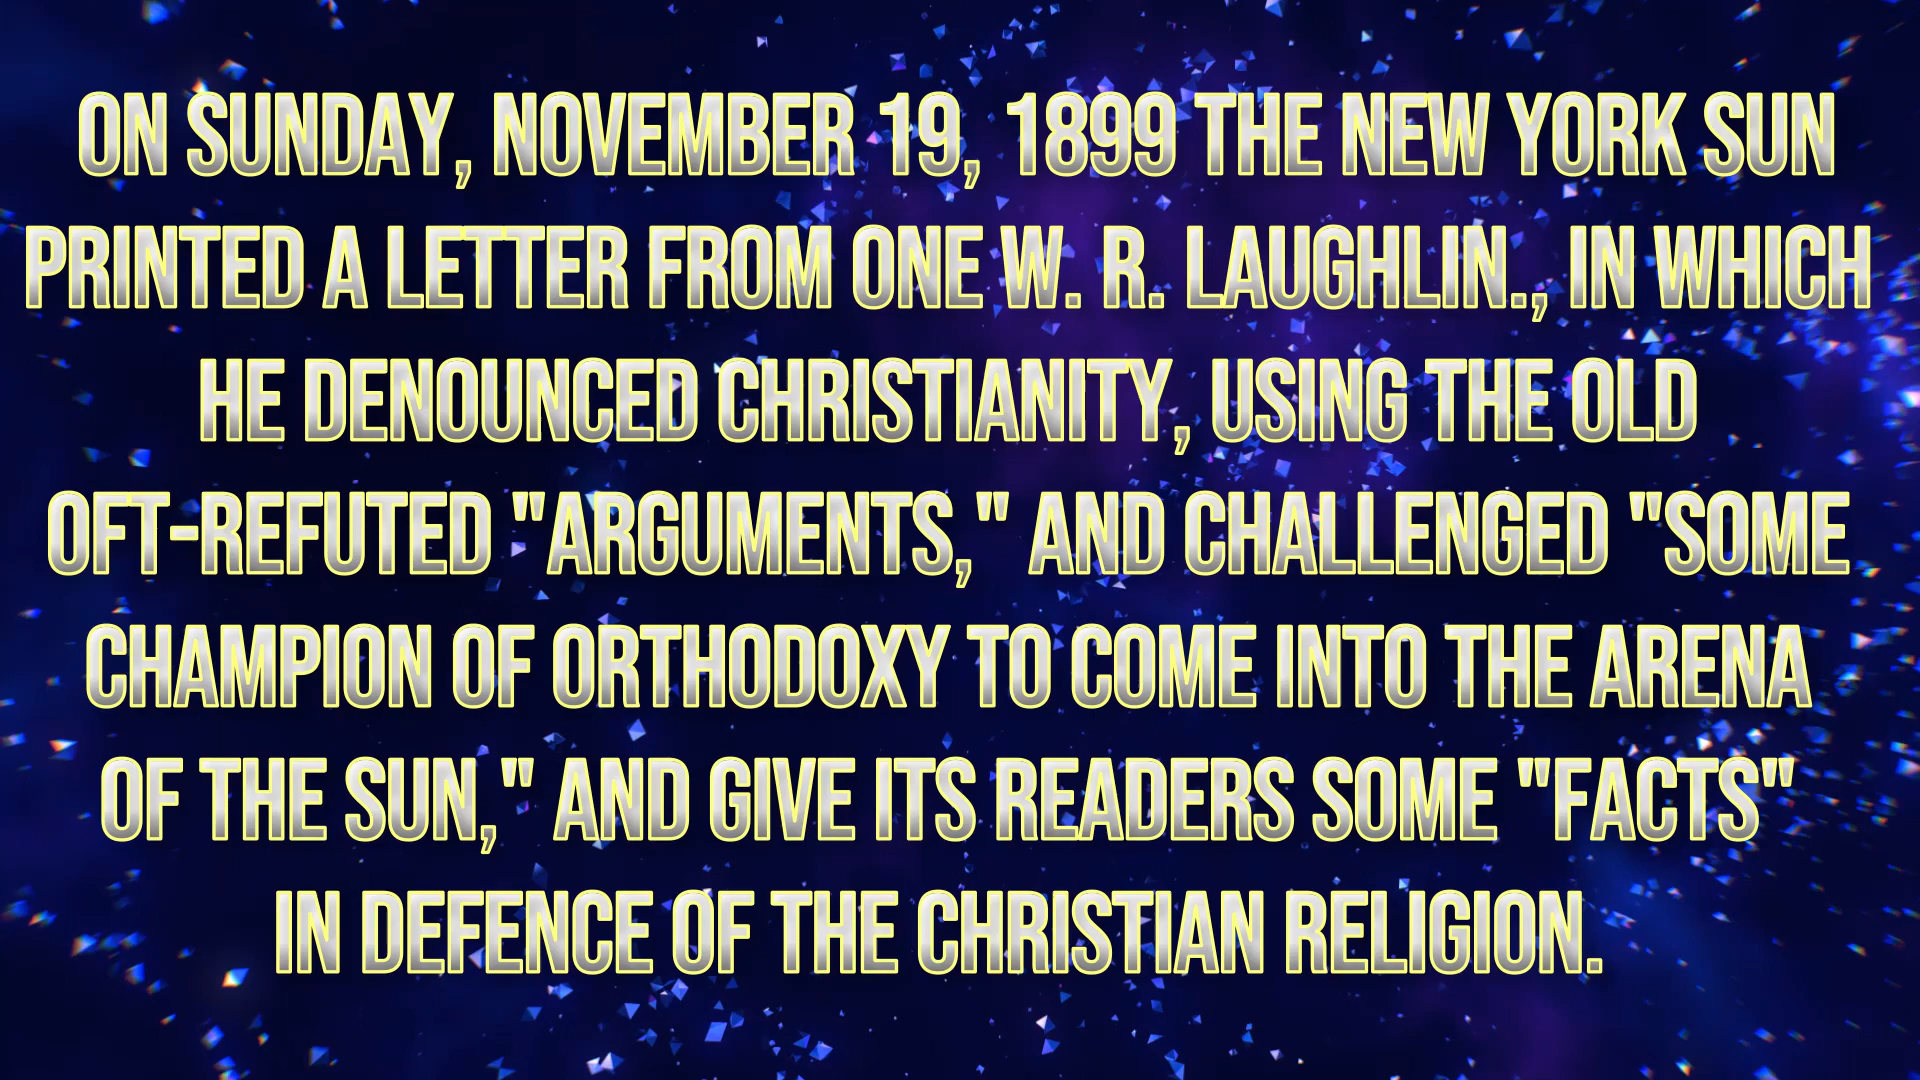 ON SUNDAY, NOVEMBER 19, 1899 THE NEW YORK SUN
PRINTED A LETTER FROM ONE W. R. LAUGHLIN., IN WHICH
HE DENOUNCED CHRISTIANITY, USING THE OLD
OFT-REFUTED "ARGUMENTS," AND CHALLENGED "SOME
CHAMPION OF ORTHODOXY TO COME INTO THE ARENA
OF THE SUN," AND GIVE ITS READERS SOME "FACTS"
IN DEFENCE OF THE CHRISTIAN RELIGION.